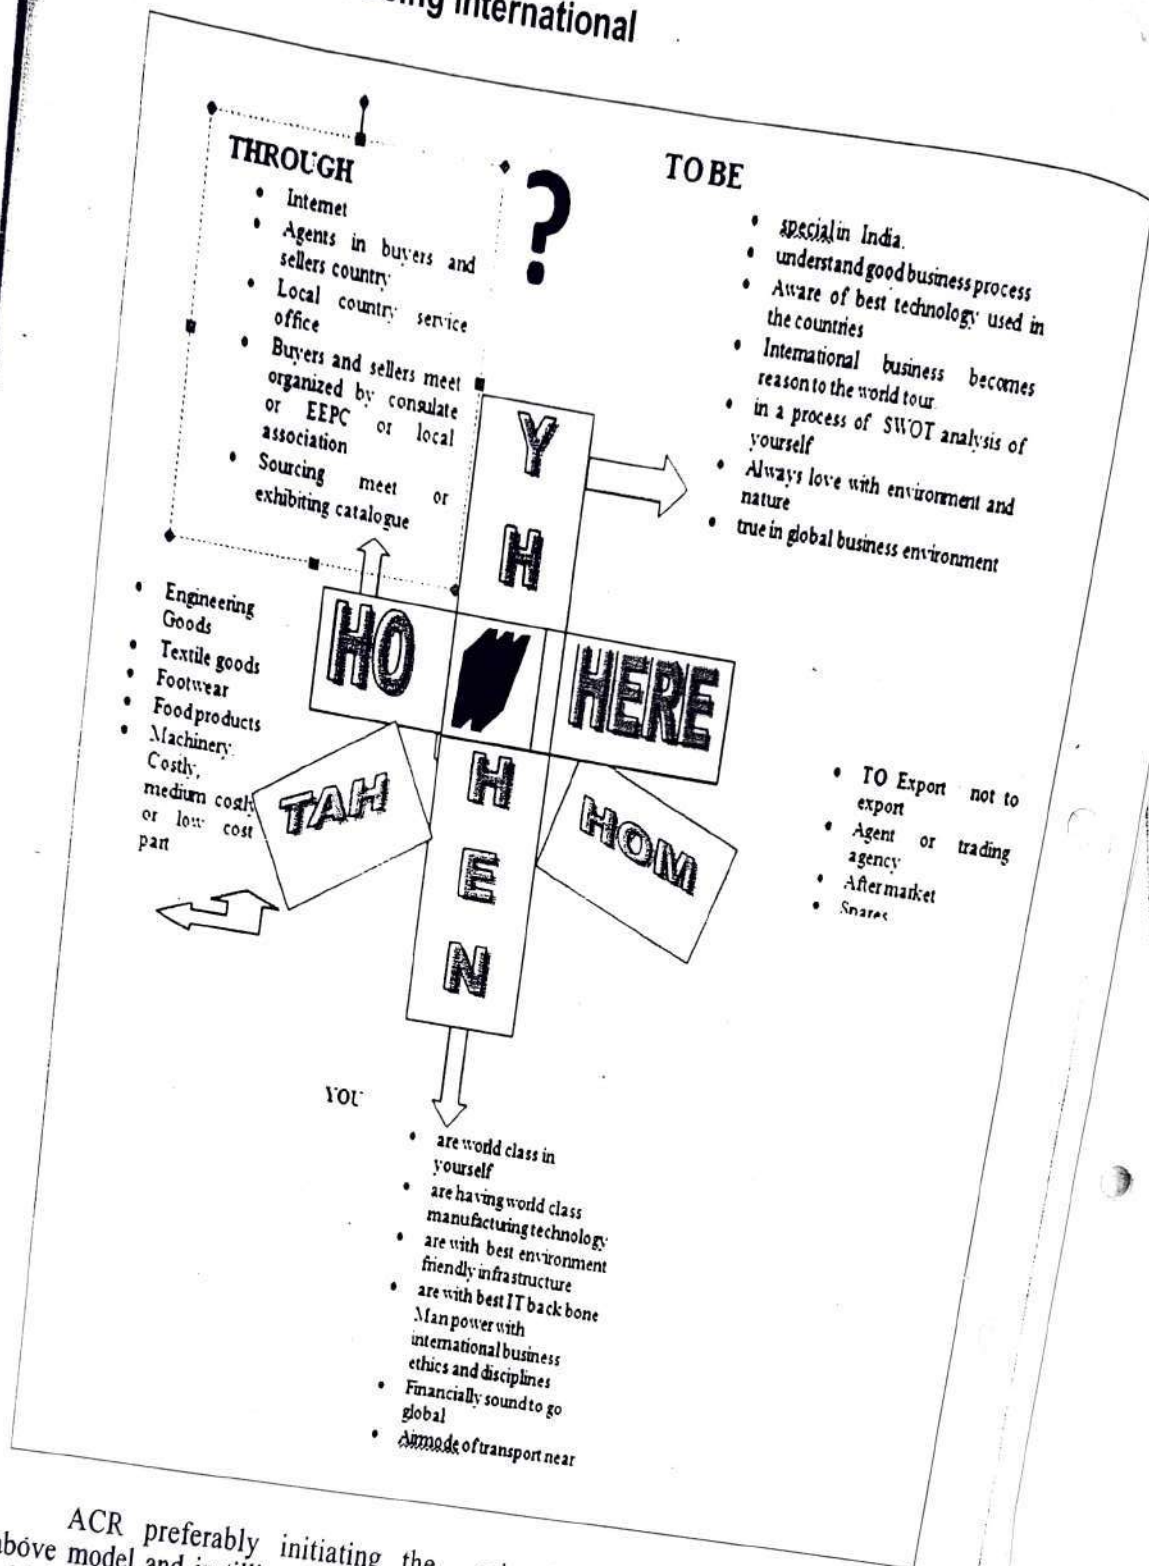 International
THROUGH
• Internet
• Agents in buyers and
sellers country
• Local country service
office
• Buyers and sellers meet
organized by consulate
or EEPC or local
association
• Sourcing meet or
exhibiting catalogue
?
TO BE
• special in India.
• understand good business process
• Aware of best technology used in
the countries
• International business becomes
reason to the world tour.
• in a process of SWOT analysis of
yourself
• Always love with environment and
nature
• true in global business environment
Y
H
HO
W
HERE
• Engineering
Goods
• Textile goods
• Footwear
• Food products
• Machinery.
Costly,
medium costly
or low cost
part
TAH
H
E
N
HOM
• TO Export not to
export
• Agent or trading
agency
• After market
• Spares
YOU
• are world class in
yourself
• are having world class
manufacturing technology
• are with best environment
friendly infrastructure
• are with best IT back bone
Man power with
international business
ethics and disciplines
• Financially sound to go
global
• Airmode of transport near
ACR preferably initiating the
above model and